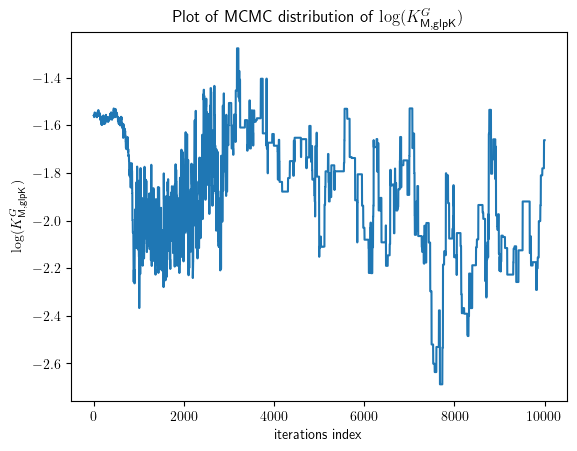 Plot of MCMC distribution of log(K^G_{M,glpK})
log(K^G_{M,glpK})
−1.4
−1.6
−1.8
−2.0
−2.2
−2.4
−2.6
0 2000 4000 6000 8000 10000
iterations index